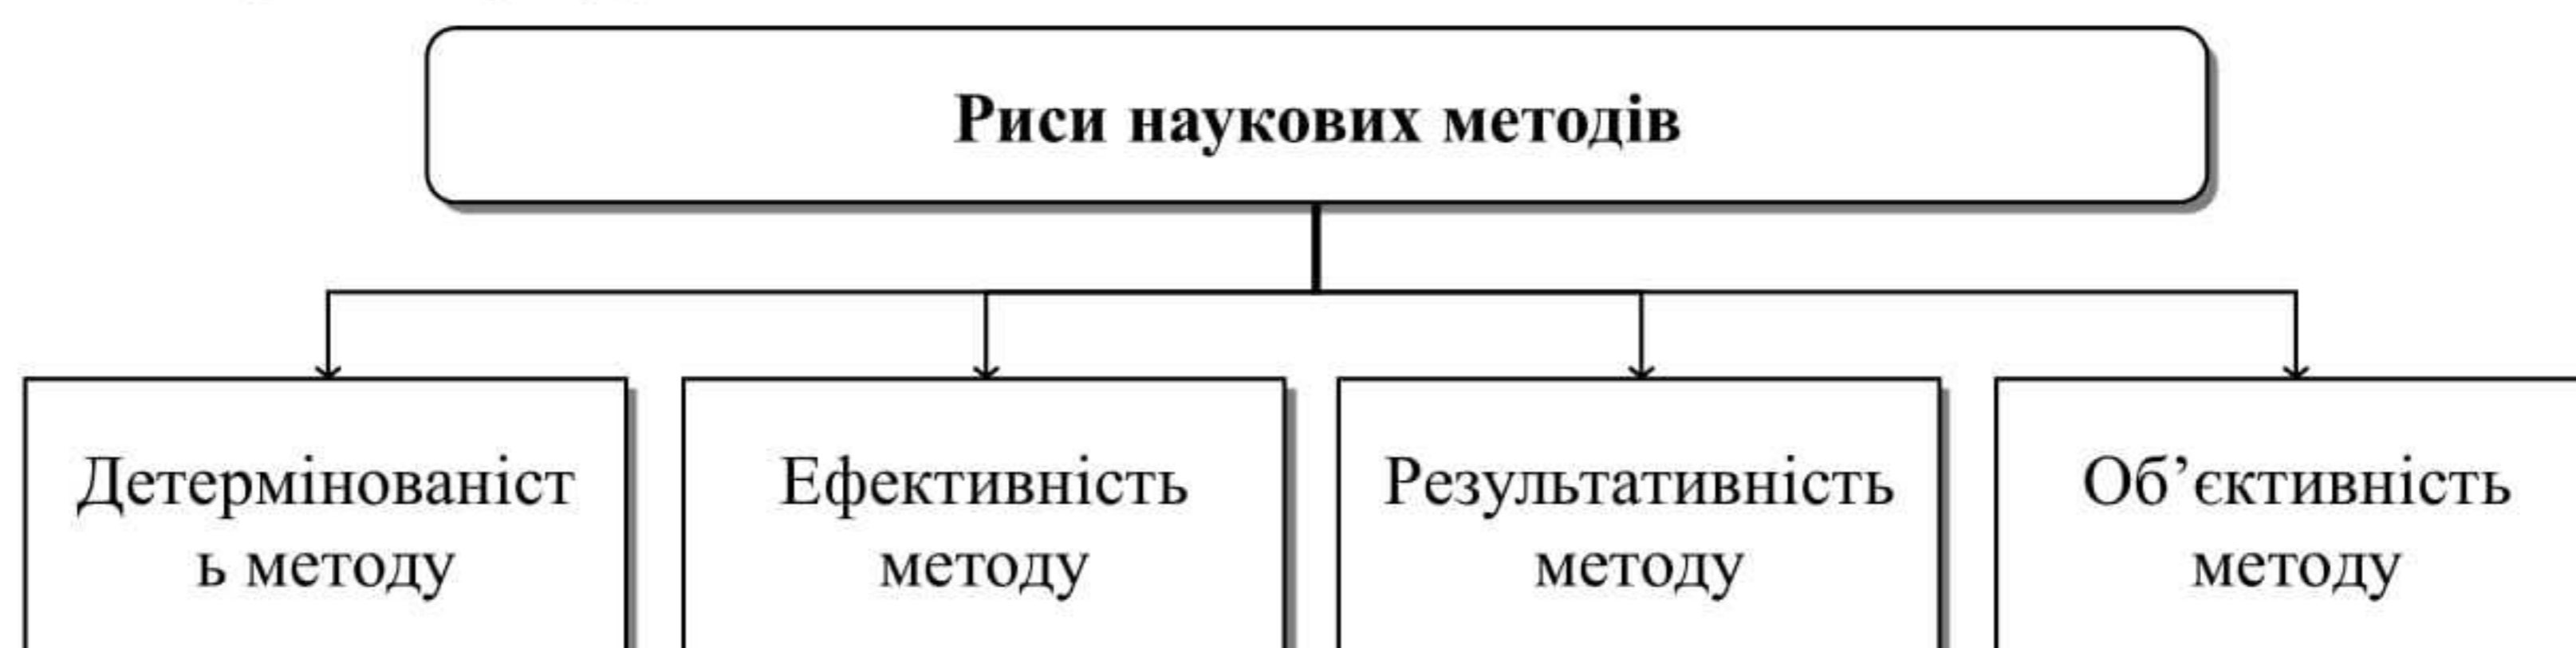 Риси наукових методів
Детермінованіст
ь методу
Ефективність
методу
Результативність
методу
Об’єктивність
методу